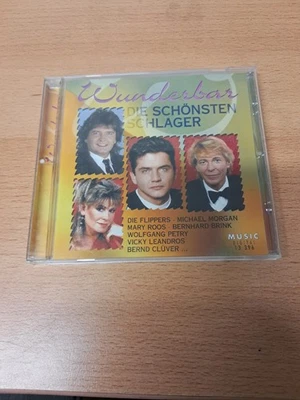 Wunderbar
DIE SCHÖNSTEN
SCHLAGER
DIE FLIPPERS · MICHAEL MORGAN
MARY ROOS · BERNHARD BRINK
WOLFGANG PETRY
VICKY LEANDROS
BERND CLÜVER ...
MUSIC